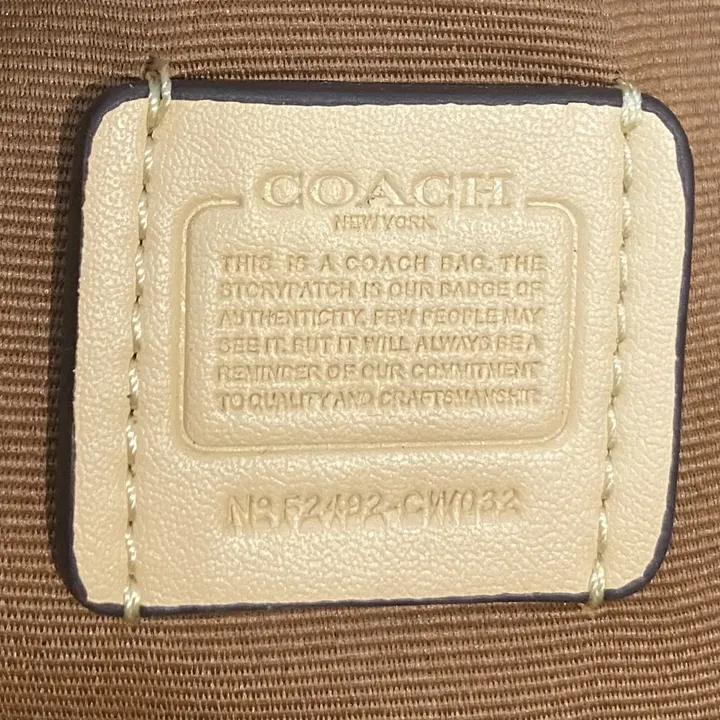 COACH
NEW YORK
THIS IS A COACH BAG. THE
STORYPATCH IS OUR BADGE OF
AUTHENTICITY. FEW PEOPLE MAY
SEE IT. BUT IT WILL ALWAYS BE A
REMINDER OF OUR COMMITMENT
TO QUALITY AND CRAFTSMANSHIP.
Nº F2492-CW032